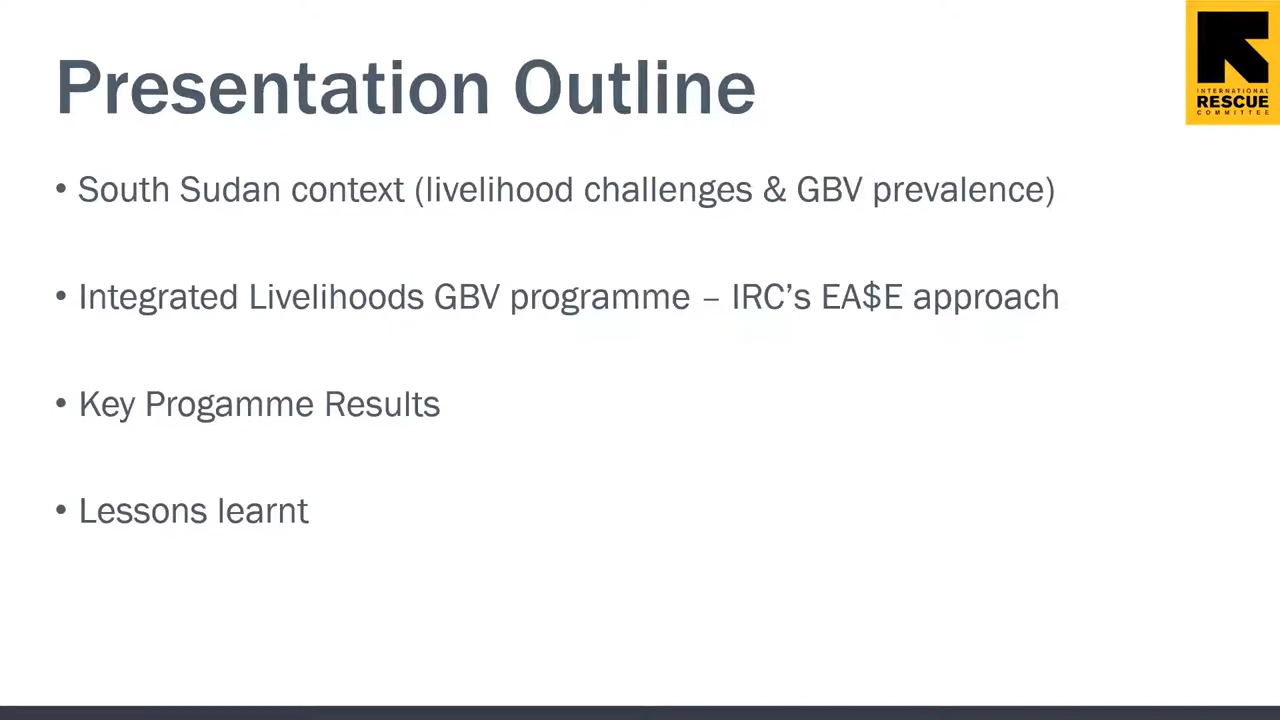 Presentation Outline
INTERNATIONAL
RESCUE
COMMITTEE
• South Sudan context (livelihood challenges & GBV prevalence)
• Integrated Livelihoods GBV programme – IRC’s EA$E approach
• Key Progamme Results
• Lessons learnt